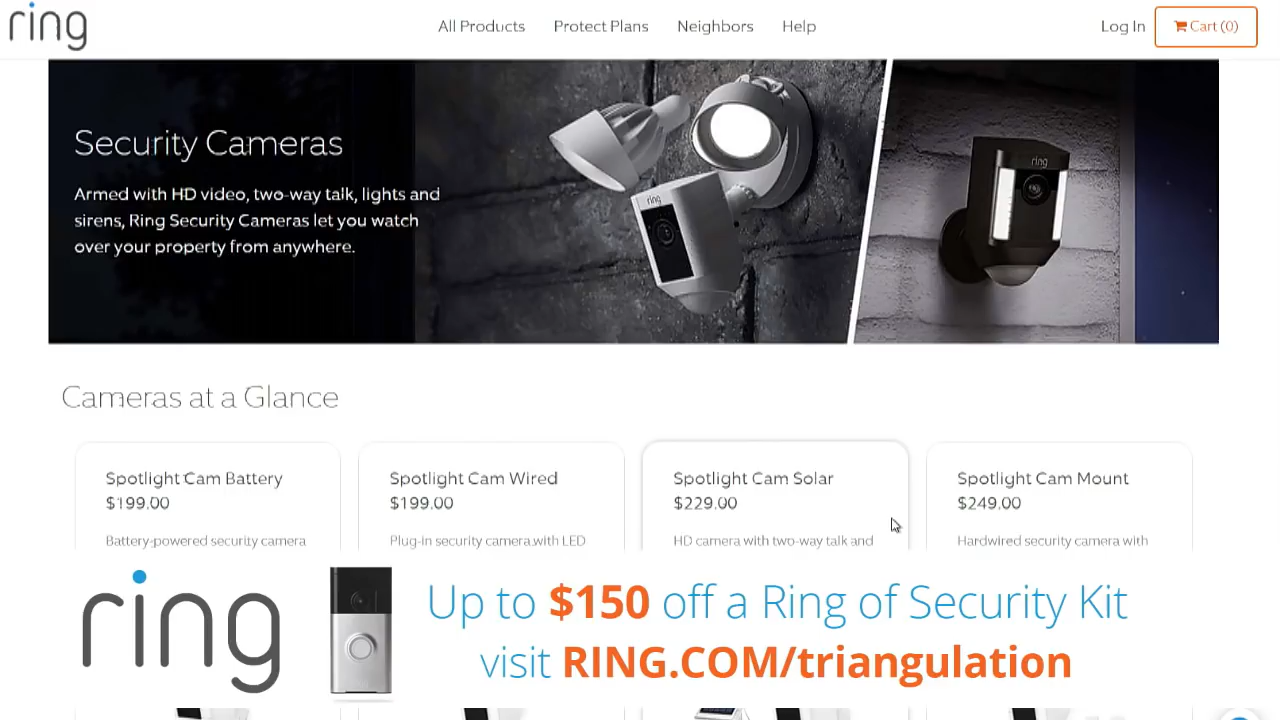 ring
All Products Protect Plans Neighbors Help Log In Cart (0)
Security Cameras
Armed with HD video, two-way talk, lights and
sirens, Ring Security Cameras let you watch
over your property from anywhere.
ring
ring
Cameras at a Glance
Spotlight Cam Battery
$199.00
Battery-powered security camera
Spotlight Cam Wired
$199.00
Plug-in security camera with LED
Spotlight Cam Solar
$229.00
HD camera with two-way talk and
Spotlight Cam Mount
$249.00
Hardwired security camera with
ring
Up to $150 off a Ring of Security Kit
visit RING.COM/triangulation